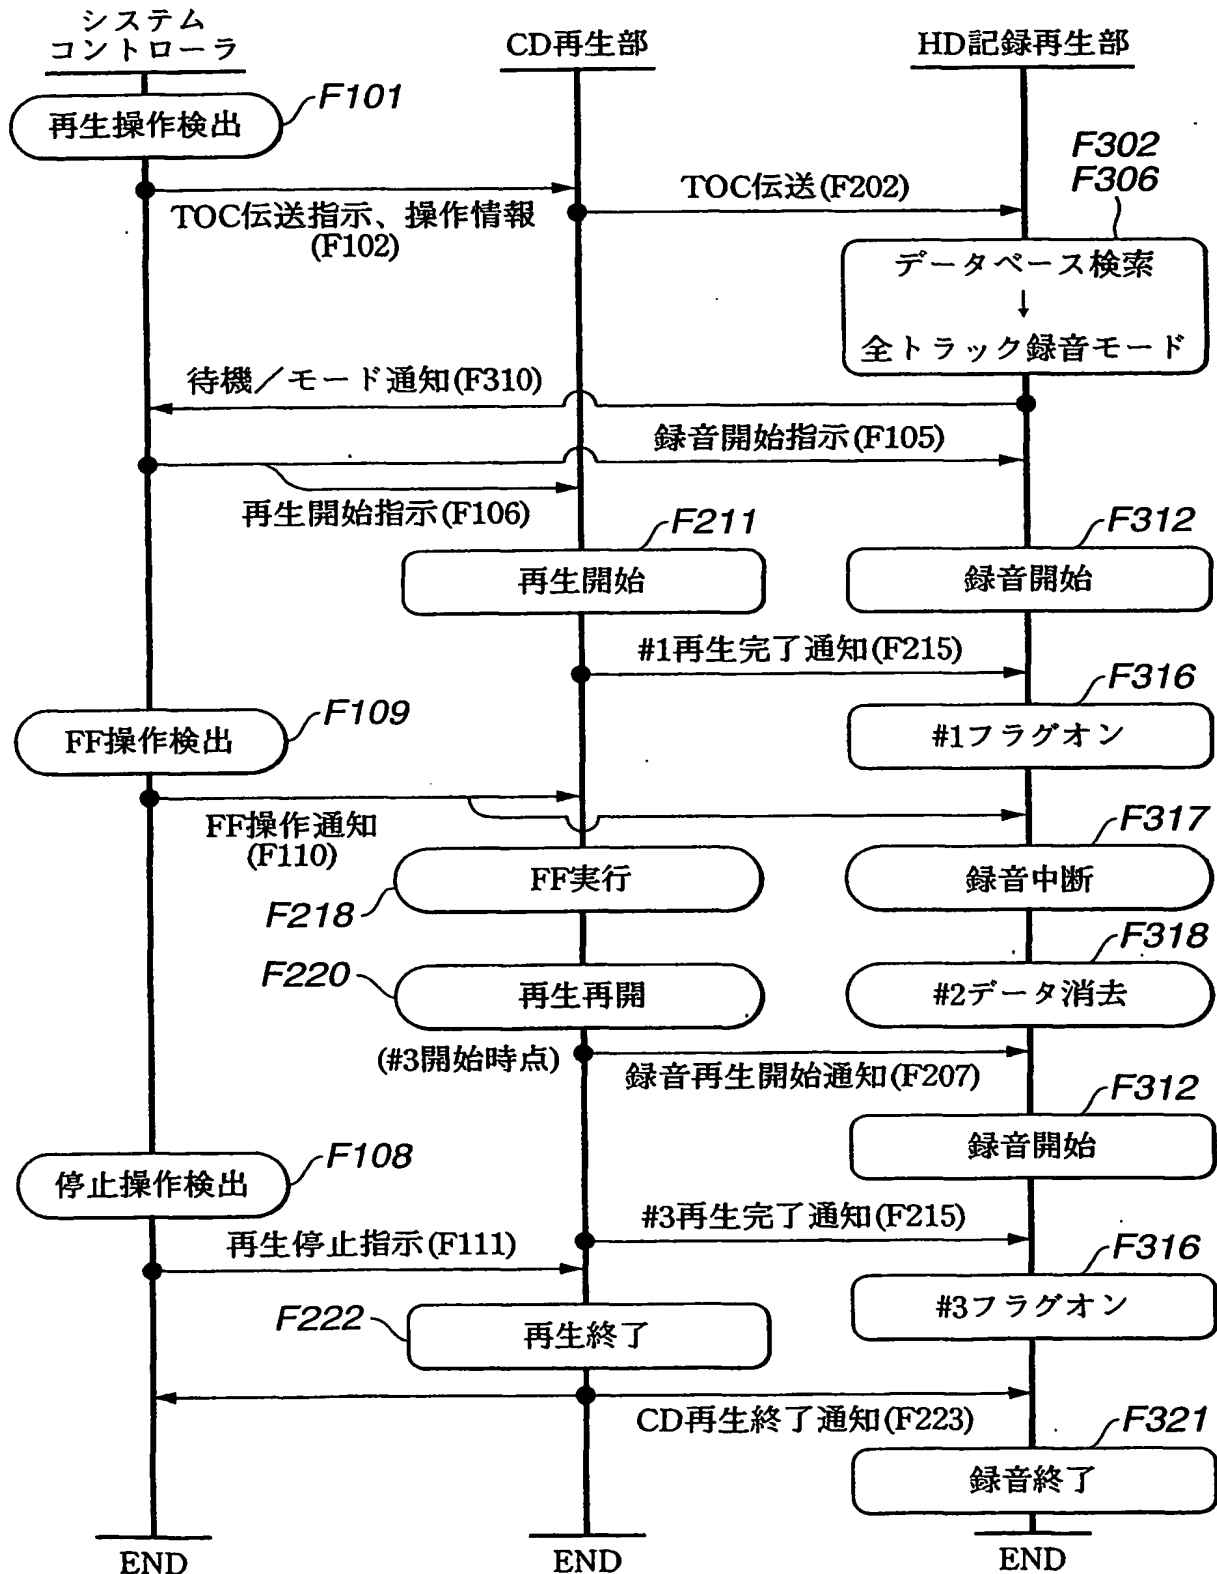 システム
コントローラ
CD再生部
HD記録再生部
再生操作検出
F101
F302
F306
TOC伝送指示、操作情報
(F102)
TOC伝送(F202)
データベース検索
↓
全トラック録音モード
待機／モード通知(F310)
録音開始指示(F105)
再生開始指示(F106)
F211
再生開始
F312
録音開始
#1再生完了通知(F215)
F316
#1フラグオン
F109
FF操作検出
FF操作通知
(F110)
F218
FF実行
F317
録音中断
F220
再生再開
F318
#2データ消去
(#3開始時点)
録音再生開始通知(F207)
F312
録音開始
F108
停止操作検出
#3再生完了通知(F215)
再生停止指示(F111)
F316
#3フラグオン
F222
再生終了
CD再生終了通知(F223)
F321
録音終了
END
END
END